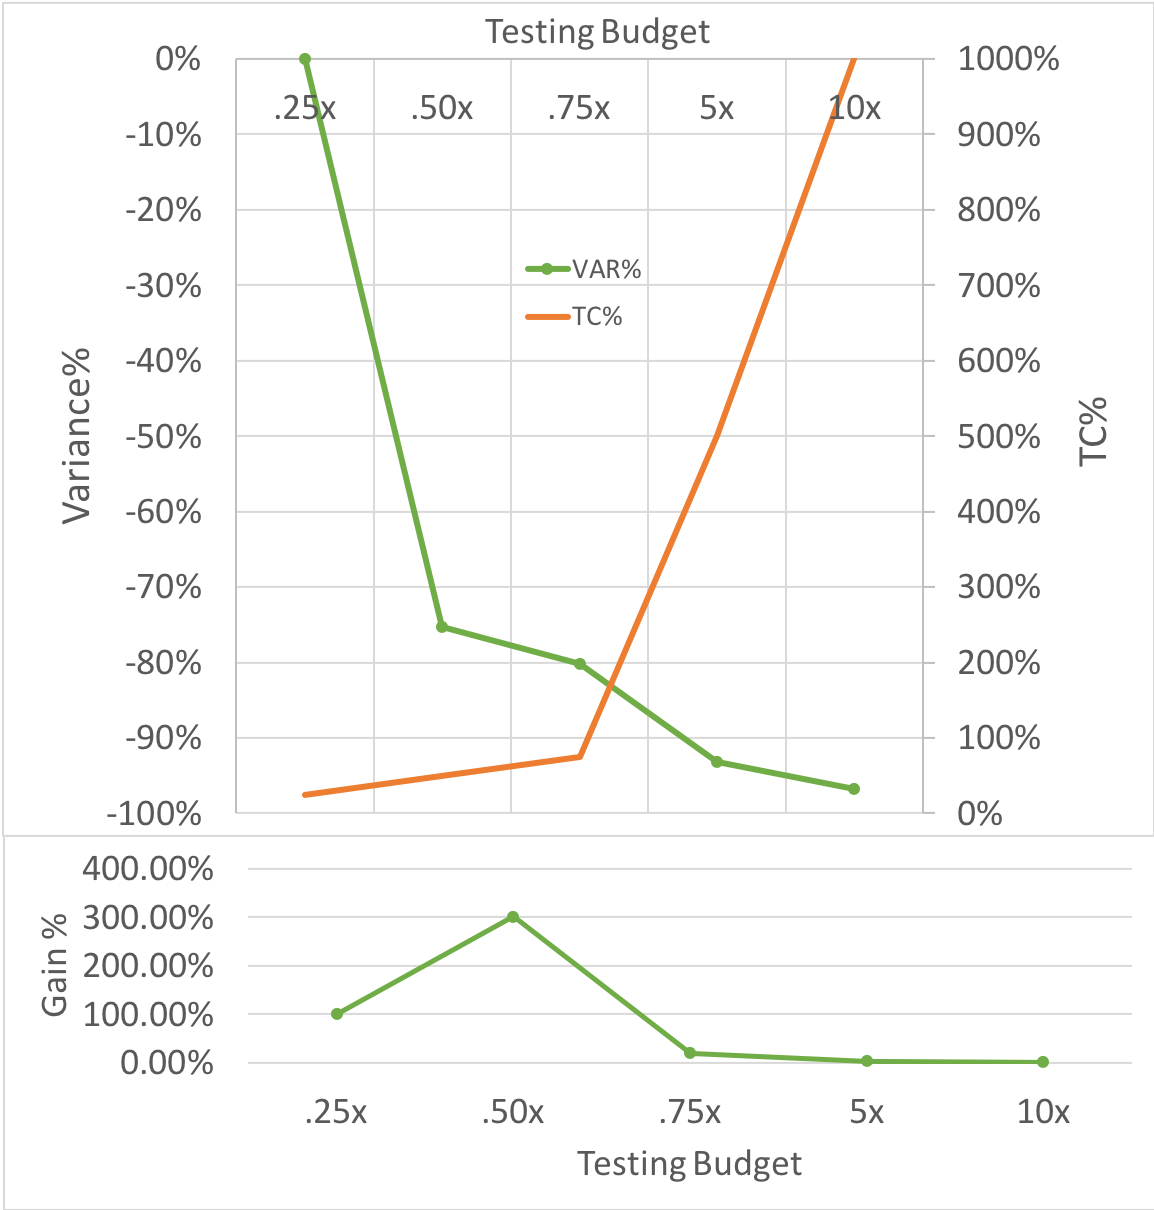 Testing Budget
0% 1000%
.25x .50x .75x 5x 10x
-10% 900%
-20% 800%
VAR%
-30% 700%
TC%
-40% 600%
Variance%
TC%
-50% 500%
-60% 400%
-70% 300%
-80% 200%
-90% 100%
-100% 0%
400.00%
300.00%
Gain %
200.00%
100.00%
0.00%
.25x .50x .75x 5x 10x
Testing Budget